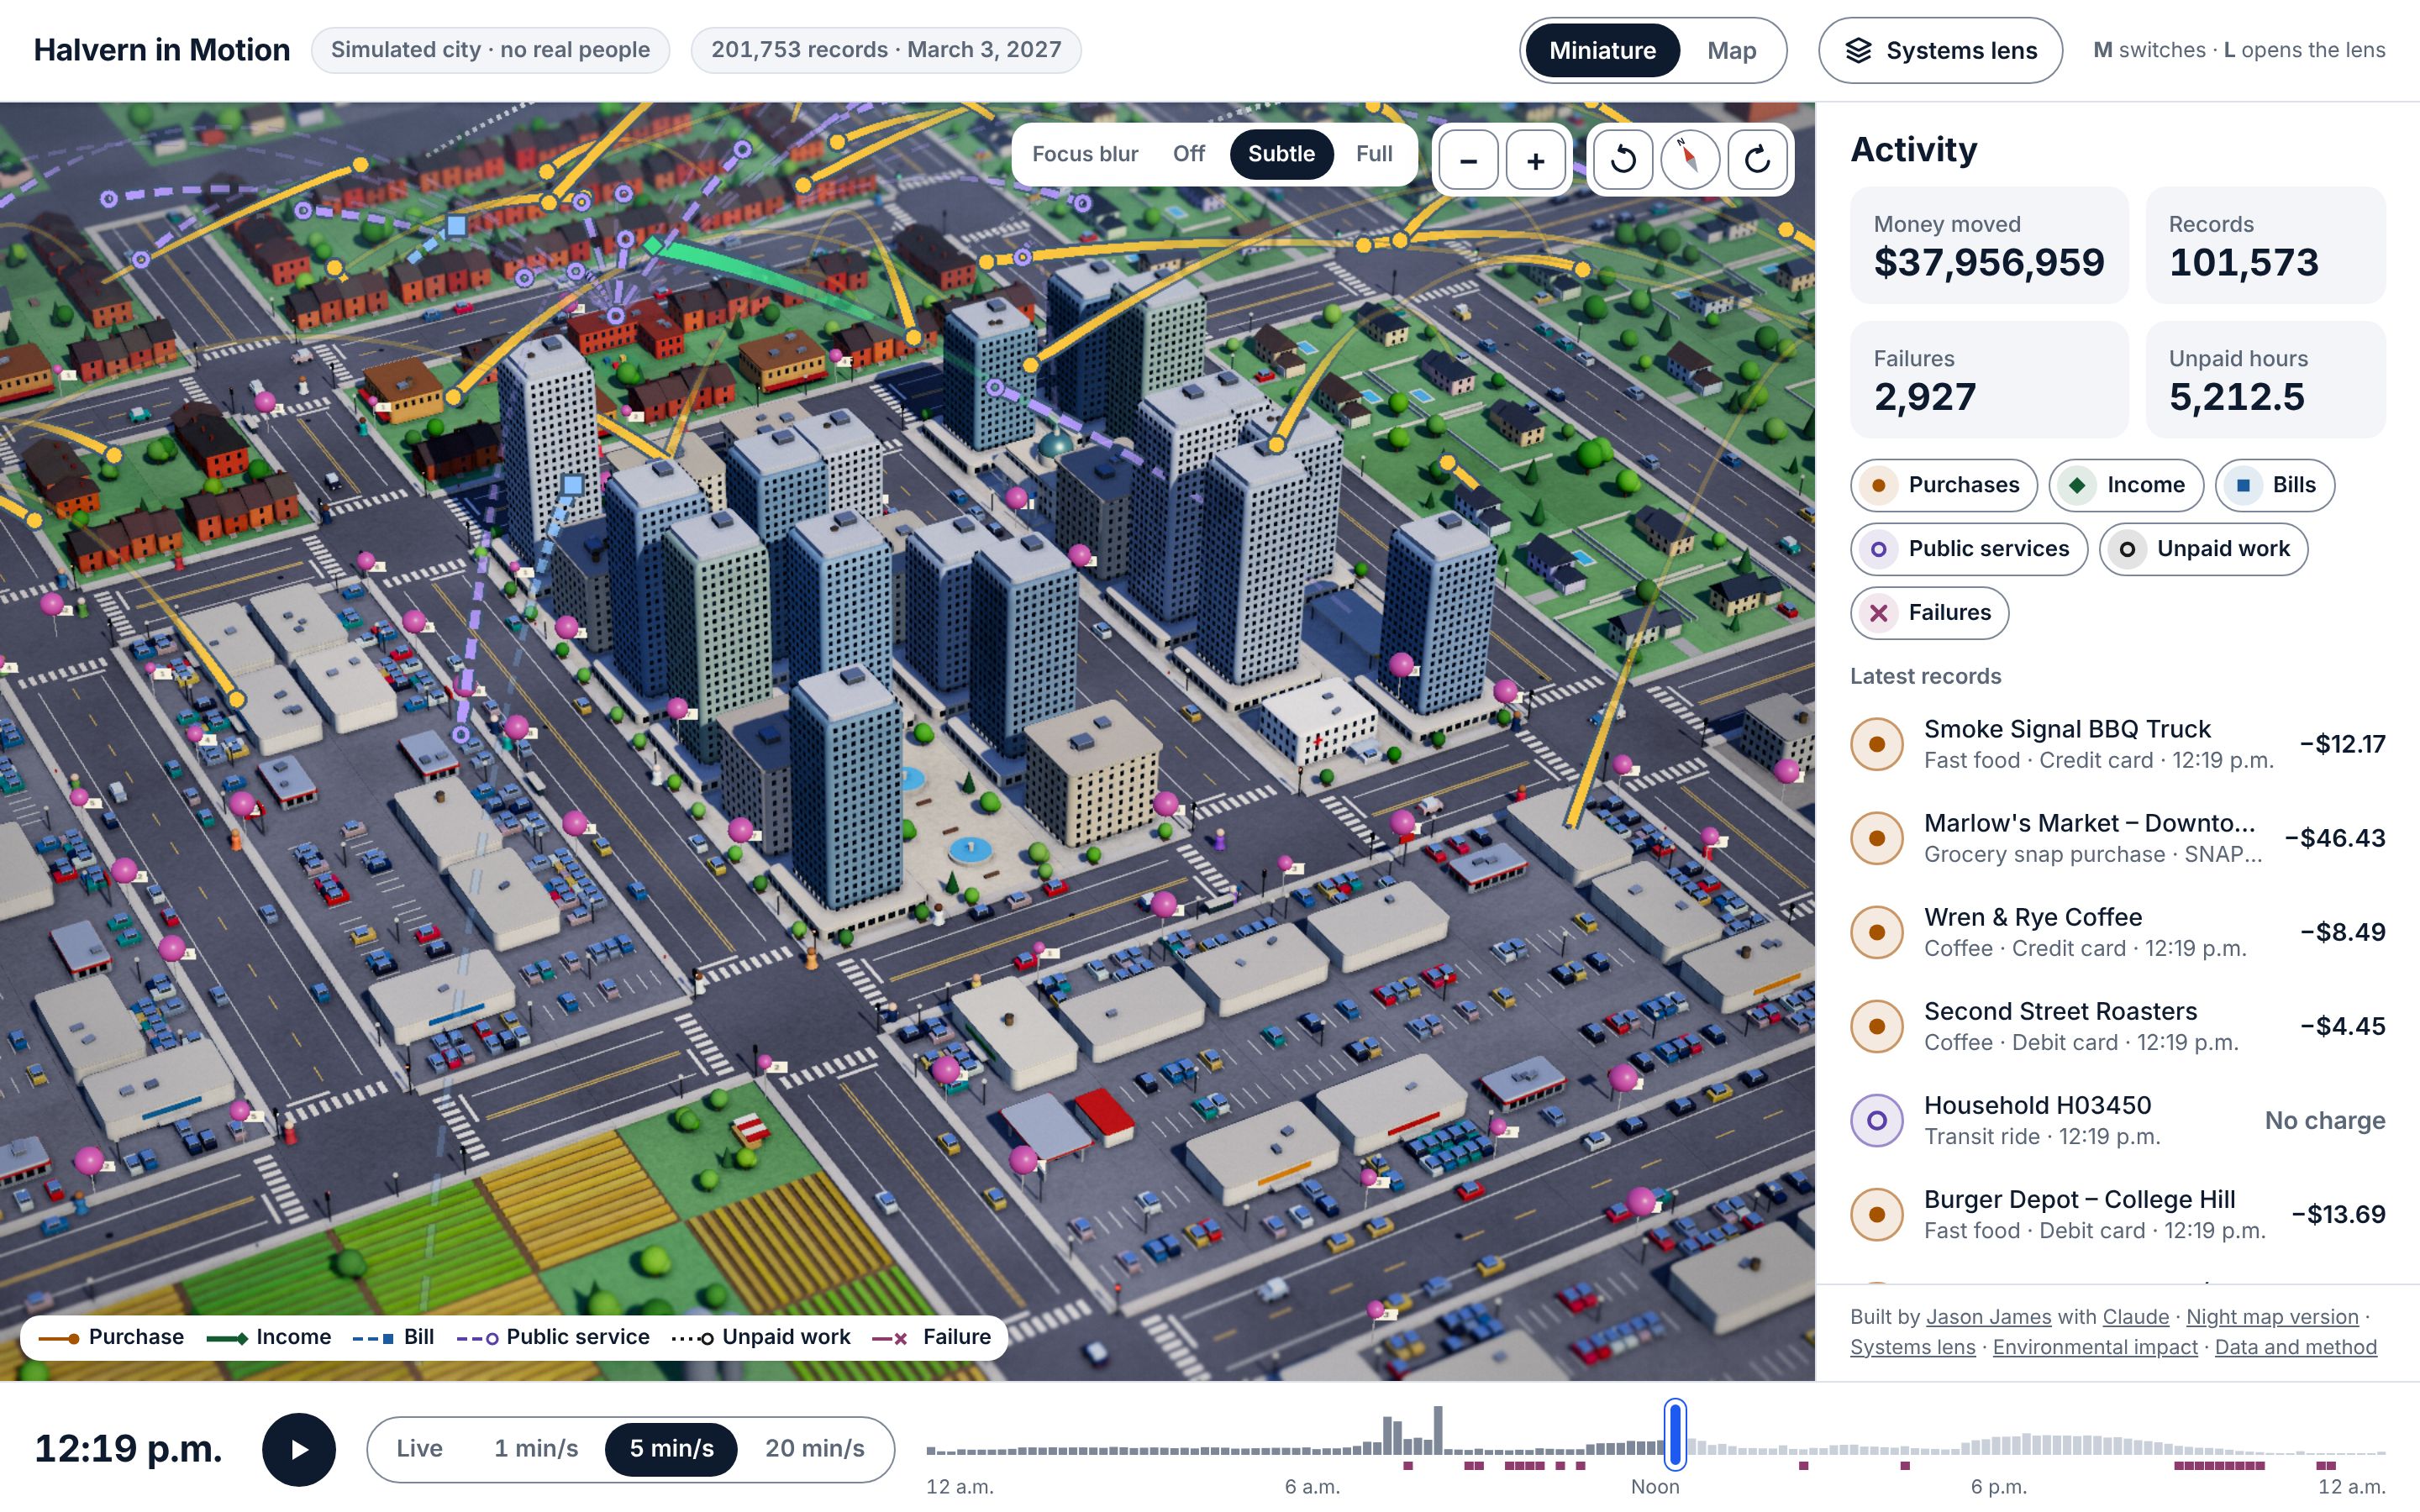 Halvern in Motion
Simulated city · no real people
201,753 records · March 3, 2027
Miniature
Map
Systems lens
M switches · L opens the lens
Focus blur
Off
Subtle
Full
−
+
N
Activity
Money moved
$37,956,959
Records
101,573
Failures
2,927
Unpaid hours
5,212.5
Purchases
Income
Bills
Public services
Unpaid work
Failures
Latest records
Smoke Signal BBQ Truck
Fast food · Credit card · 12:19 p.m.
−$12.17
Marlow's Market – Downto...
Grocery snap purchase · SNAP...
−$46.43
Wren & Rye Coffee
Coffee · Credit card · 12:19 p.m.
−$8.49
Second Street Roasters
Coffee · Debit card · 12:19 p.m.
−$4.45
Household H03450
Transit ride · 12:19 p.m.
No charge
Burger Depot – College Hill
Fast food · Debit card · 12:19 p.m.
−$13.69
Built by Jason James with Claude · Night map version ·
Systems lens · Environmental impact · Data and method
Purchase
Income
Bill
Public service
Unpaid work
Failure
12:19 p.m.
Live
1 min/s
5 min/s
20 min/s
12 a.m.
6 a.m.
Noon
6 p.m.
12 a.m.